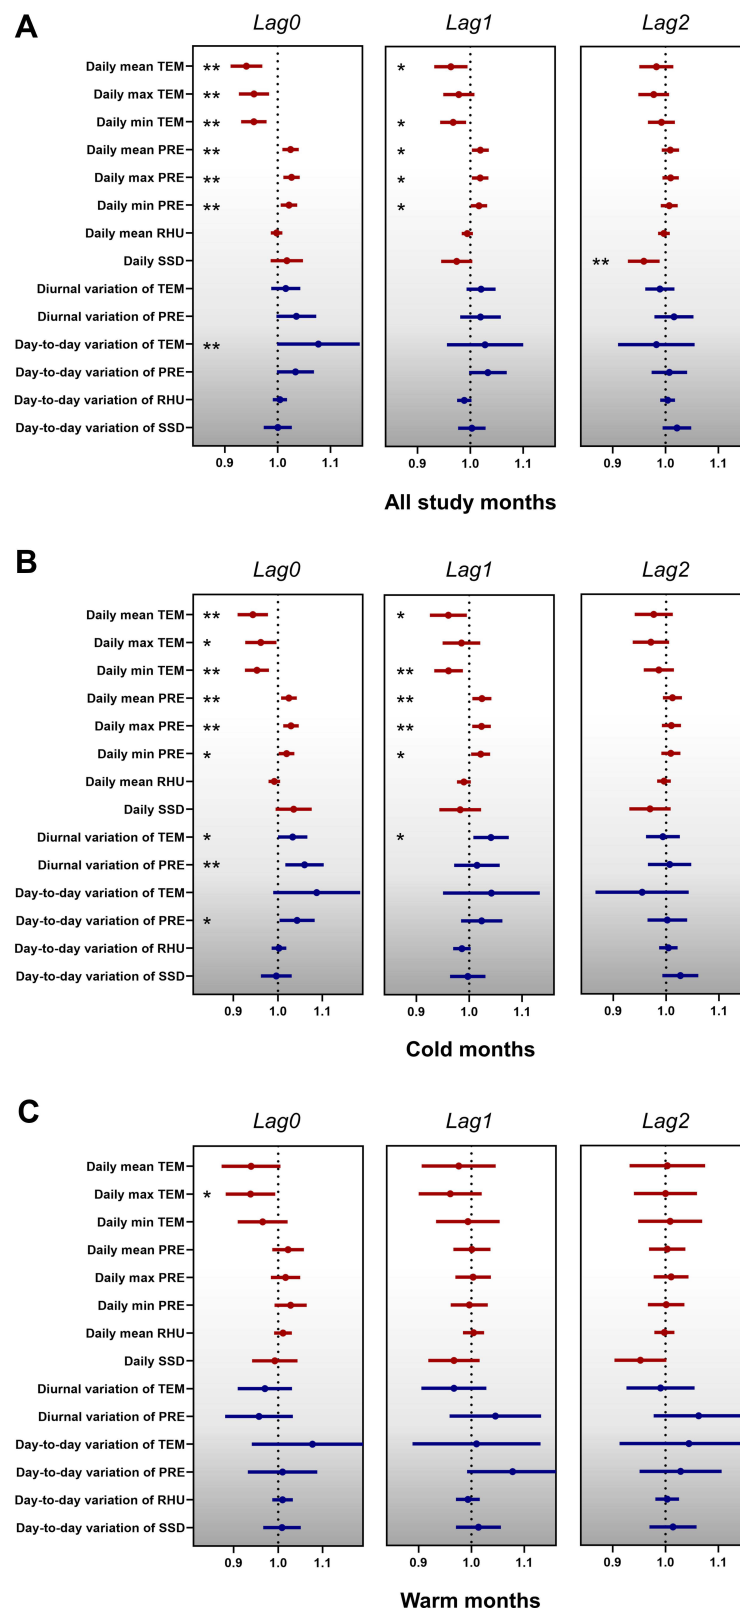 A
Lag0 Lag1 Lag2
Daily mean TEM ** *
Daily max TEM **
Daily min TEM ** *
Daily mean PRE ** *
Daily max PRE ** *
Daily min PRE ** *
Daily mean RHU
Daily SSD **
Diurnal variation of TEM
Diurnal variation of PRE
Day-to-day variation of TEM **
Day-to-day variation of PRE
Day-to-day variation of RHU
Day-to-day variation of SSD
0.9 1.0 1.1 0.9 1.0 1.1 0.9 1.0 1.1
All study months
B
Lag0 Lag1 Lag2
Daily mean TEM ** *
Daily max TEM *
Daily min TEM ** **
Daily mean PRE ** **
Daily max PRE ** **
Daily min PRE * *
Daily mean RHU
Daily SSD
Diurnal variation of TEM * *
Diurnal variation of PRE **
Day-to-day variation of TEM
Day-to-day variation of PRE *
Day-to-day variation of RHU
Day-to-day variation of SSD
0.9 1.0 1.1 0.9 1.0 1.1 0.9 1.0 1.1
Cold months
C
Lag0 Lag1 Lag2
Daily mean TEM
Daily max TEM *
Daily min TEM
Daily mean PRE
Daily max PRE
Daily min PRE
Daily mean RHU
Daily SSD
Diurnal variation of TEM
Diurnal variation of PRE
Day-to-day variation of TEM
Day-to-day variation of PRE
Day-to-day variation of RHU
Day-to-day variation of SSD
0.9 1.0 1.1 0.9 1.0 1.1 0.9 1.0 1.1
Warm months